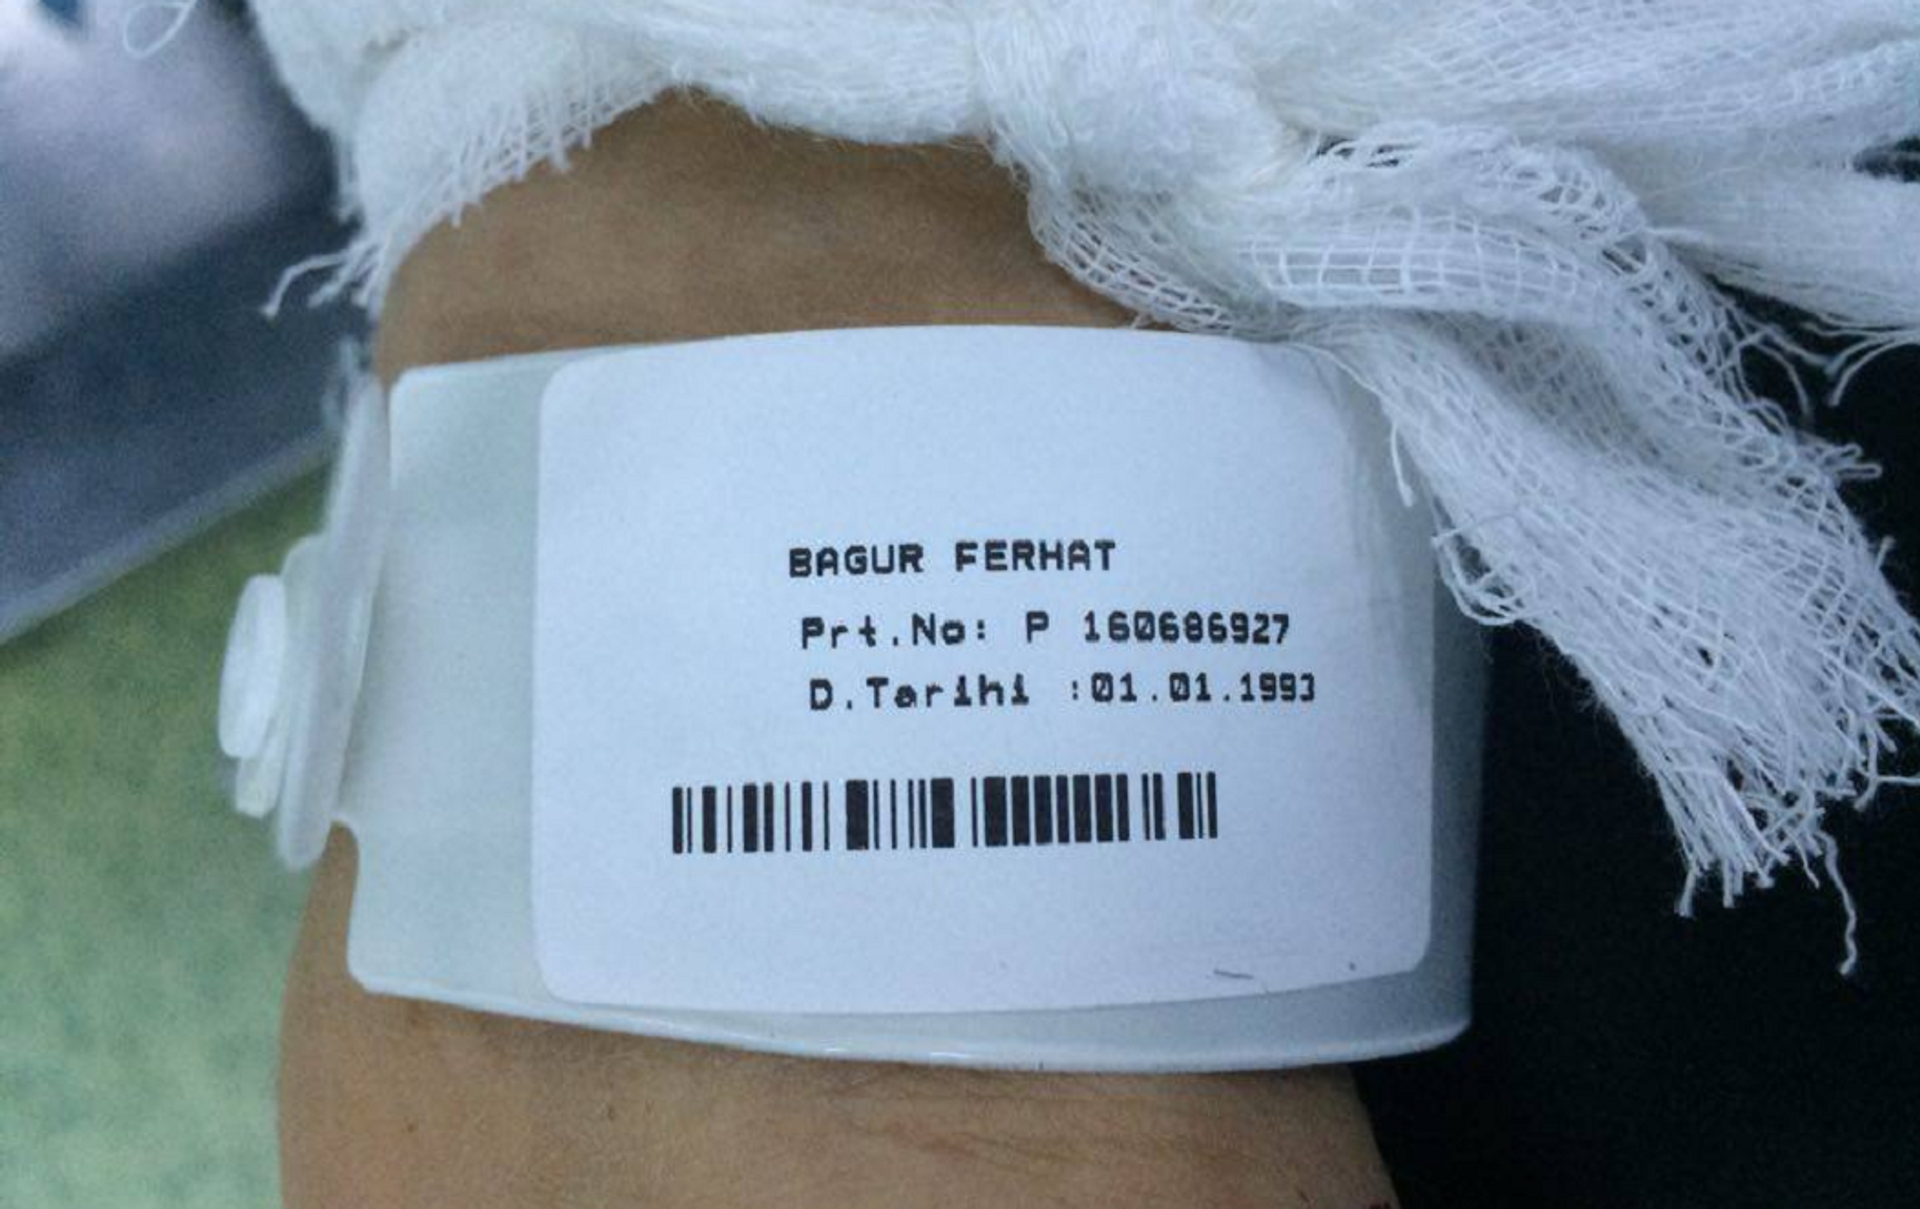 BAGUR FERHAT
Prt.No: P 160686927
D.Tarihi :01.01.1993